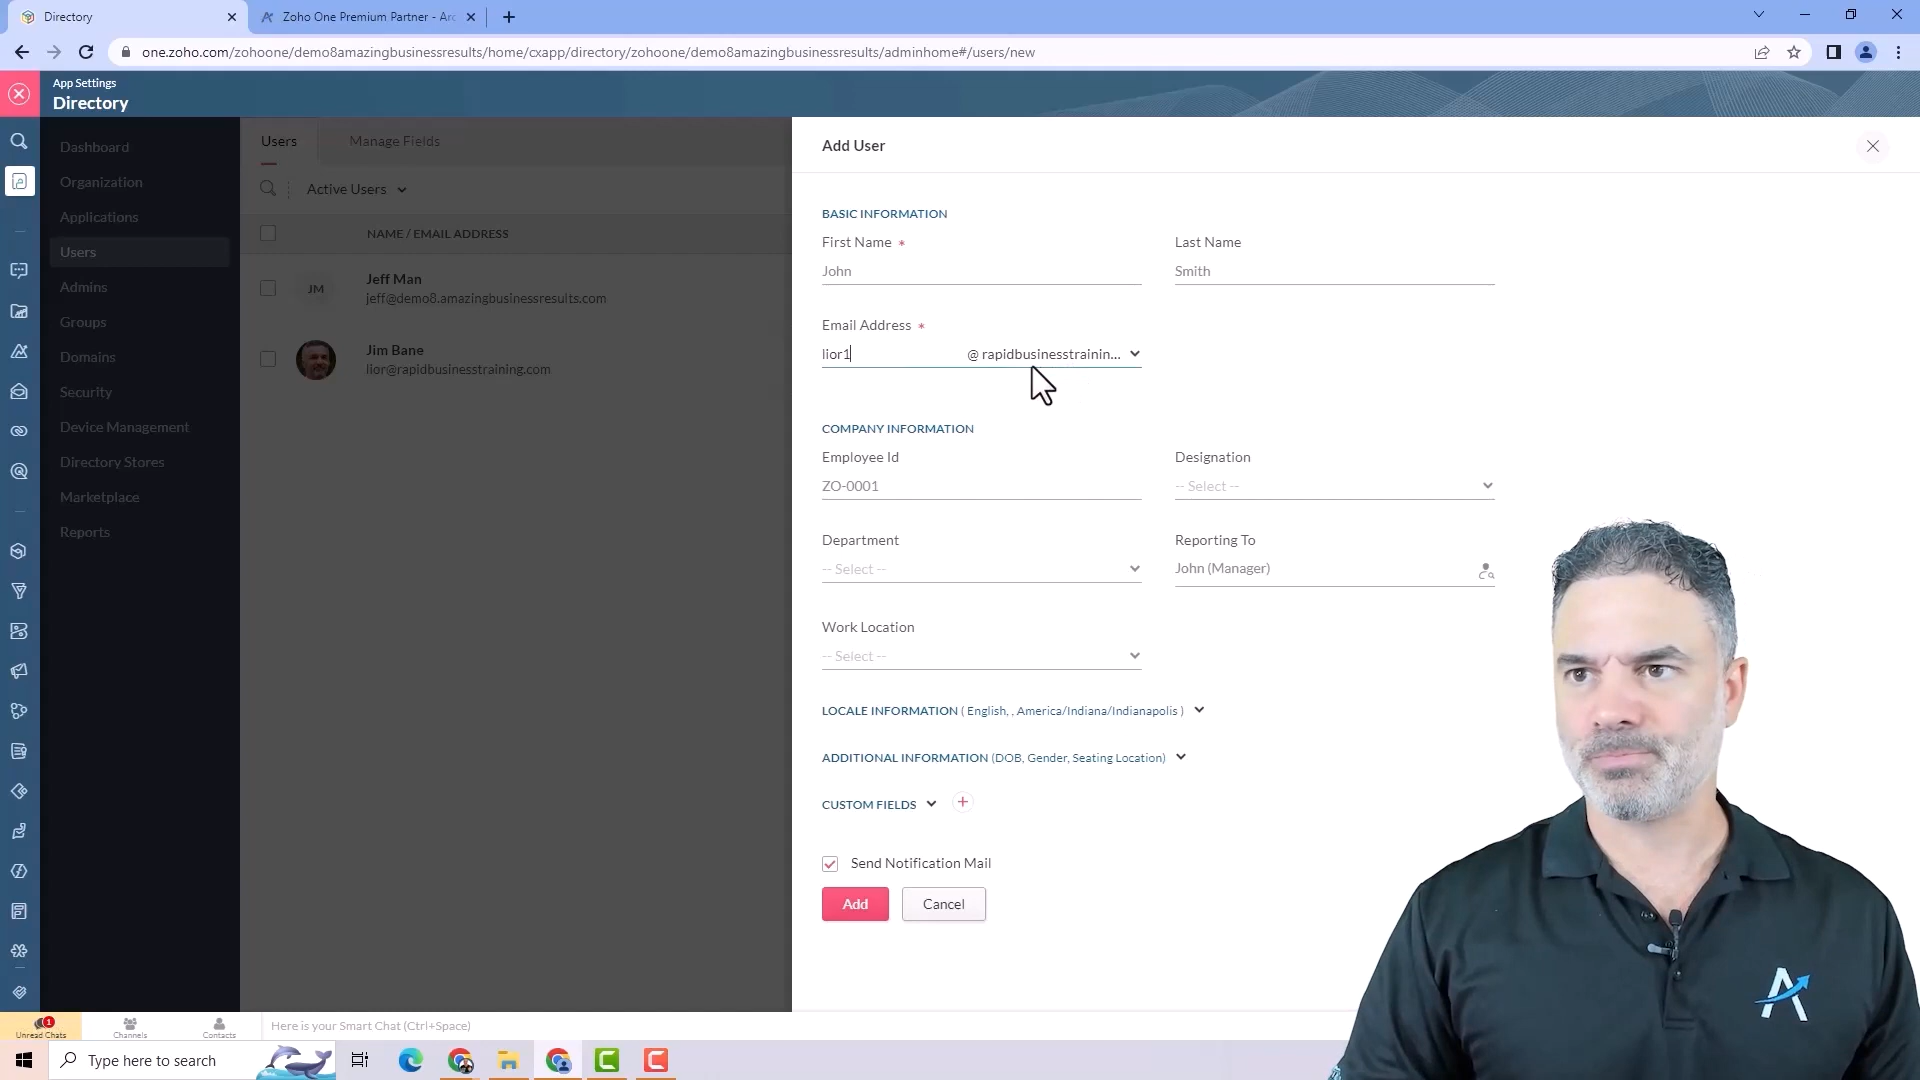 Directory
Zoho One Premium Partner - Arc
one.zoho.com/zohoone/demo8amazingbusinessresults/home/cxapp/directory/zohoone/demo8amazingbusinessresults/adminhome#/users/new
App Settings
Directory
Dashboard
Organization
Applications
Users
Admins
Groups
Domains
Security
Device Management
Directory Stores
Marketplace
Reports
Users
Manage Fields
Active Users
NAME / EMAIL ADDRESS
JM
Jeff Man
jeff@demo8.amazingbusinessresults.com
Jim Bane
lior@rapidbusinesstraining.com
Add User
BASIC INFORMATION
First Name *
Last Name
John
Smith
Email Address *
lior1 @ rapidbusinesstrainin...
COMPANY INFORMATION
Employee Id
Designation
ZO-0001
-- Select --
Department
Reporting To
-- Select --
John (Manager)
Work Location
-- Select --
LOCALE INFORMATION ( English, , America/Indiana/Indianapolis )
ADDITIONAL INFORMATION (DOB, Gender, Seating Location)
CUSTOM FIELDS
Send Notification Mail
Add
Cancel
1
Unread Chats
Channels
Contacts
Here is your Smart Chat (Ctrl+Space)
Type here to search